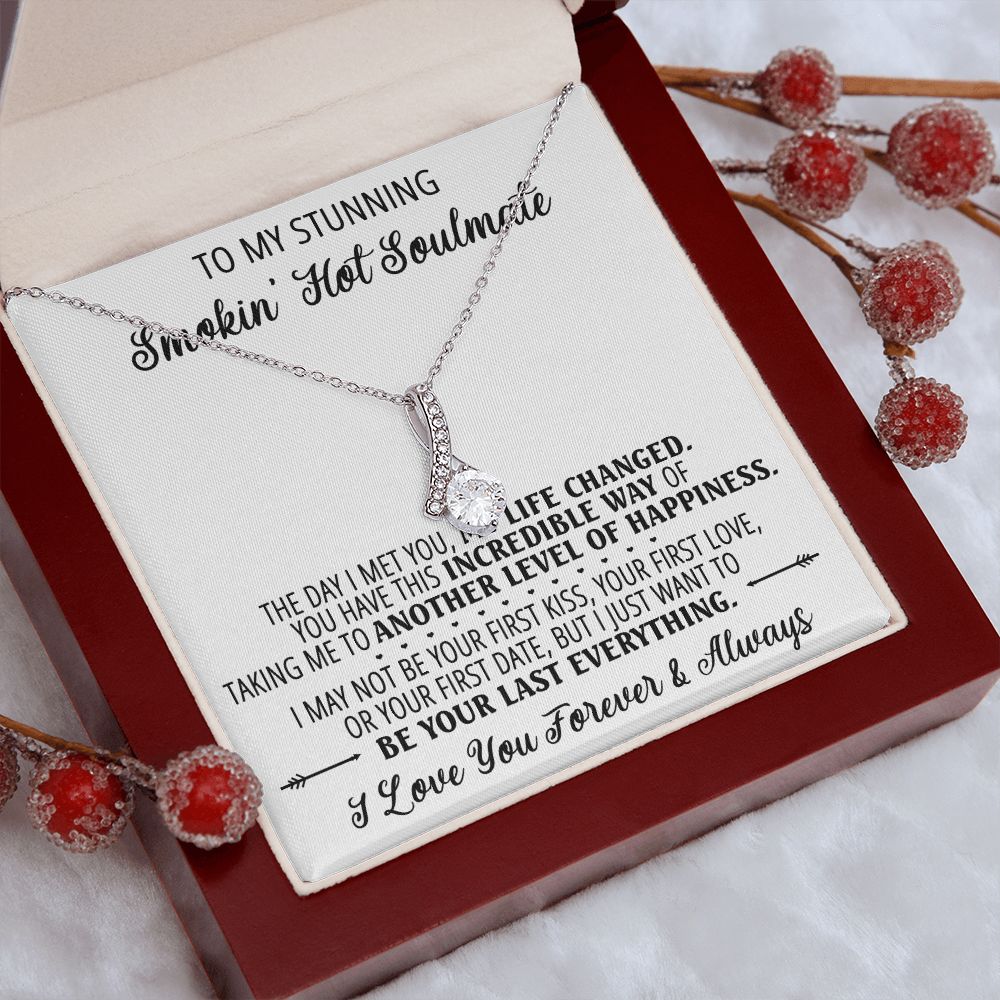 TO MY STUNNING
Smokin' Hot Soulmate
THE DAY I MET YOU, LIFE CHANGED.
YOU HAVE THIS INCREDIBLE WAY OF
TAKING ME TO ANOTHER LEVEL OF HAPPINESS.
I MAY NOT BE YOUR FIRST KISS, YOUR FIRST LOVE,
OR YOUR FIRST DATE, BUT I JUST WANT TO
BE YOUR LAST EVERYTHING.
I Love You Forever & Always